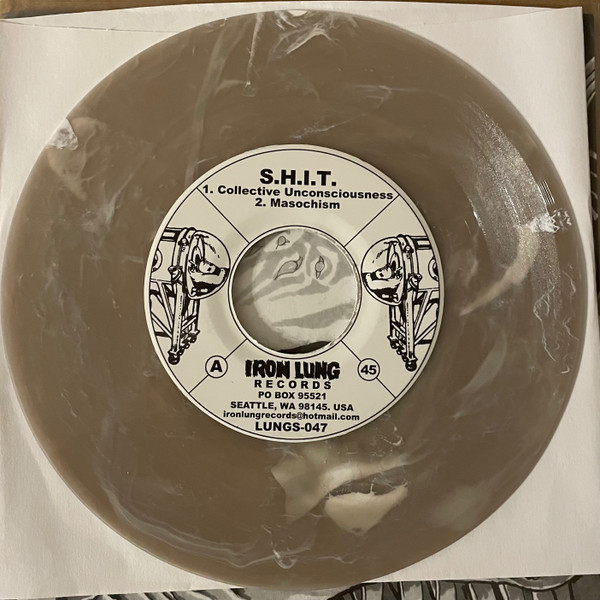 S.H.I.T.
1. Collective Unconsciousness
2. Masochism
A
45
IRON LUNG
RECORDS
PO BOX 95521
SEATTLE, WA 98145. USA
ironlungrecords@hotmail.com
LUNGS-047